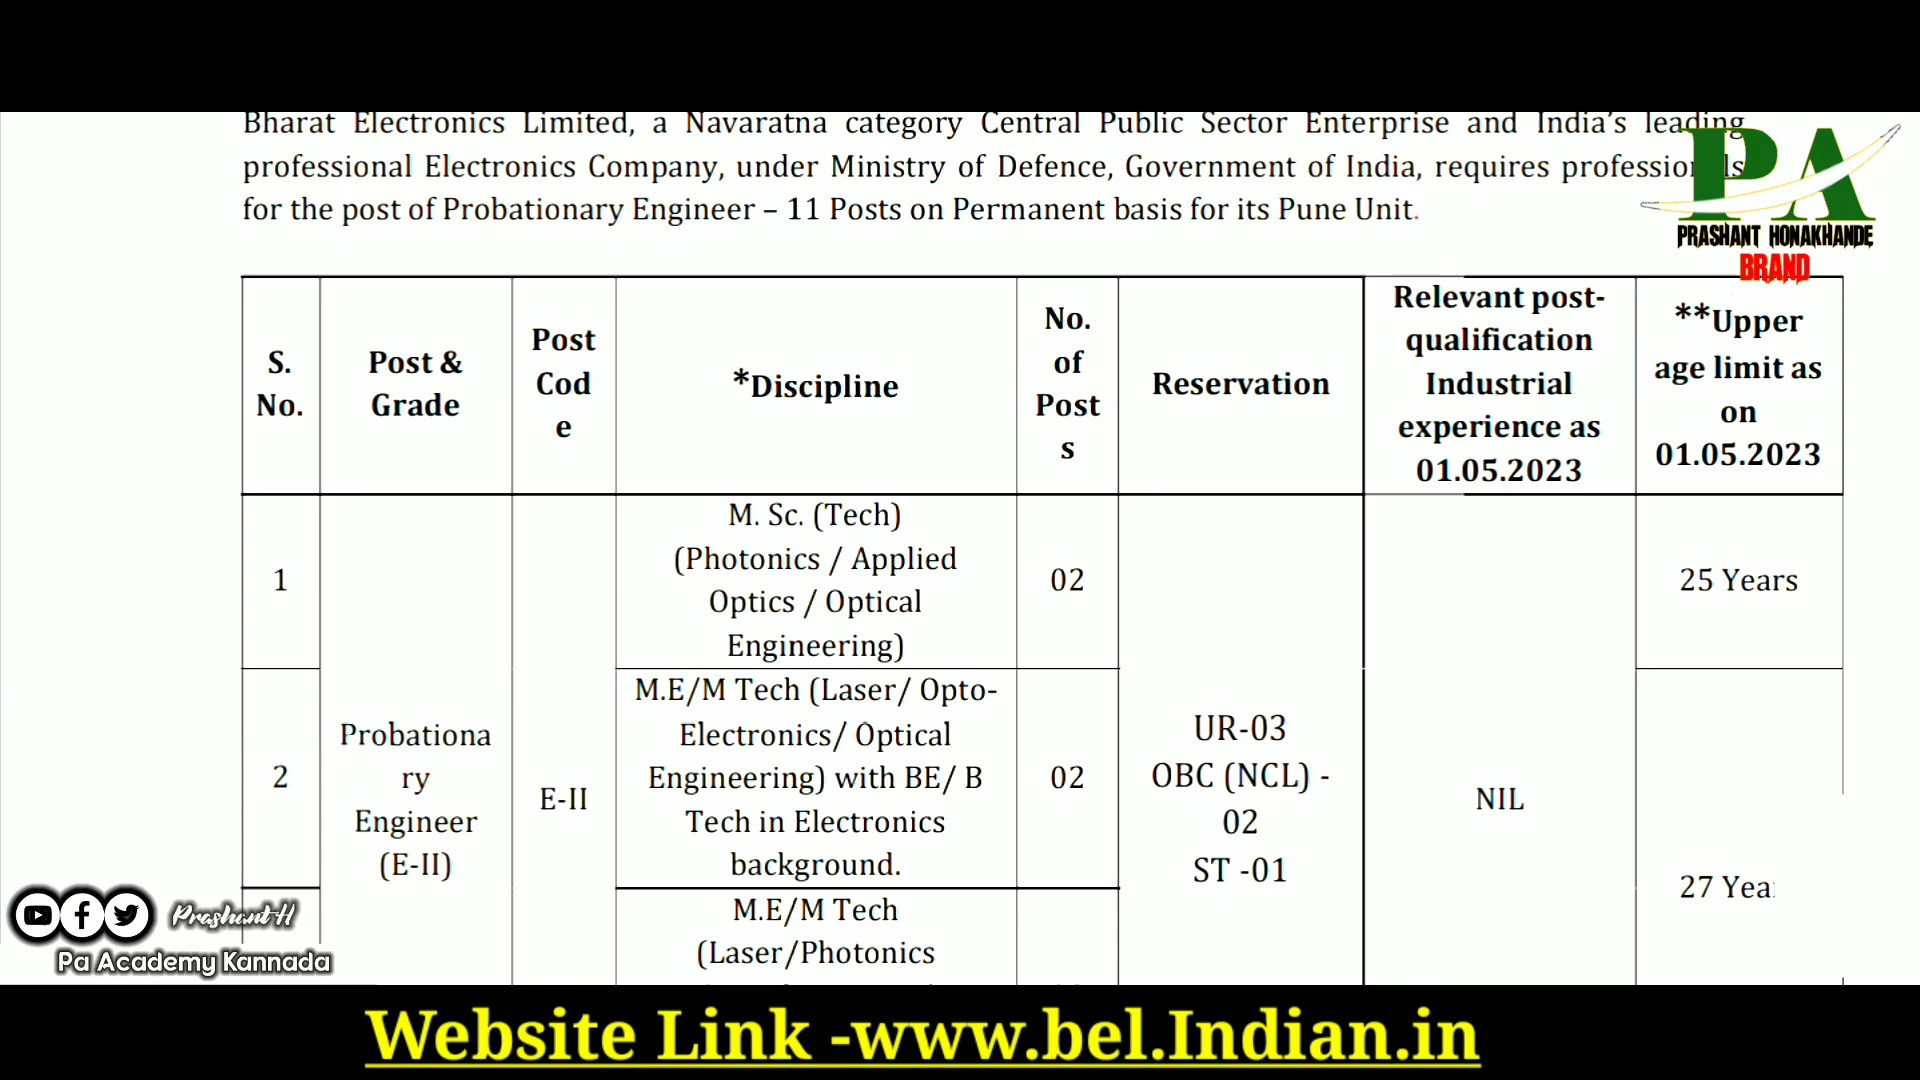 Bharat Electronics Limited, a Navaratna category Central Public Sector Enterprise and India’s leading
professional Electronics Company, under Ministry of Defence, Government of India, requires professionals
for the post of Probationary Engineer – 11 Posts on Permanent basis for its Pune Unit.
PA
PRASHANT HONAKHANDE
BRAND
S.
No.
Post &
Grade
Post
Cod
e
*Discipline
No.
of
Post
s
Reservation
Relevant post-
qualification
Industrial
experience as
01.05.2023
**Upper
age limit as
on
01.05.2023
1
M. Sc. (Tech)
(Photonics / Applied
Optics / Optical
Engineering)
02
25 Years
2
Probationa
ry
Engineer
(E-II)
E-II
M.E/M Tech (Laser/ Opto-
Electronics/ Optical
Engineering) with BE/ B
Tech in Electronics
background.
02
UR-03
OBC (NCL) -
02
ST -01
NIL
27 Yea
M.E/M Tech
(Laser/Photonics
Prashant H
Pa Academy Kannada
Website Link -www.bel.Indian.in